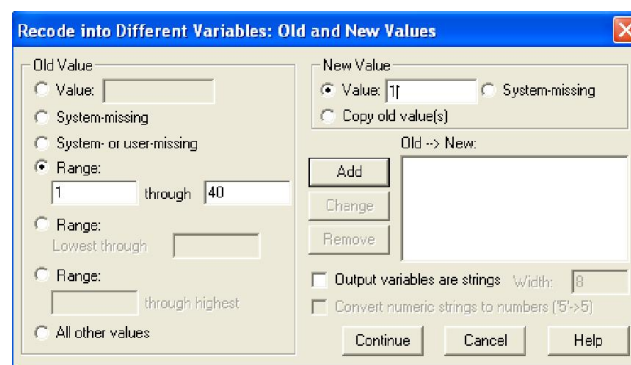 Recode into Different Variables: Old and New Values
Old Value
Value:
System-missing
System- or user-missing
Range:
1 through 40
Range:
Lowest through
Range:
through highest
All other values
New Value
Value: 1 System-missing
Copy old value(s)
Old --> New:
Add
Change
Remove
Output variables are strings Width: 8
Convert numeric strings to numbers ('5'->5)
Continue Cancel Help